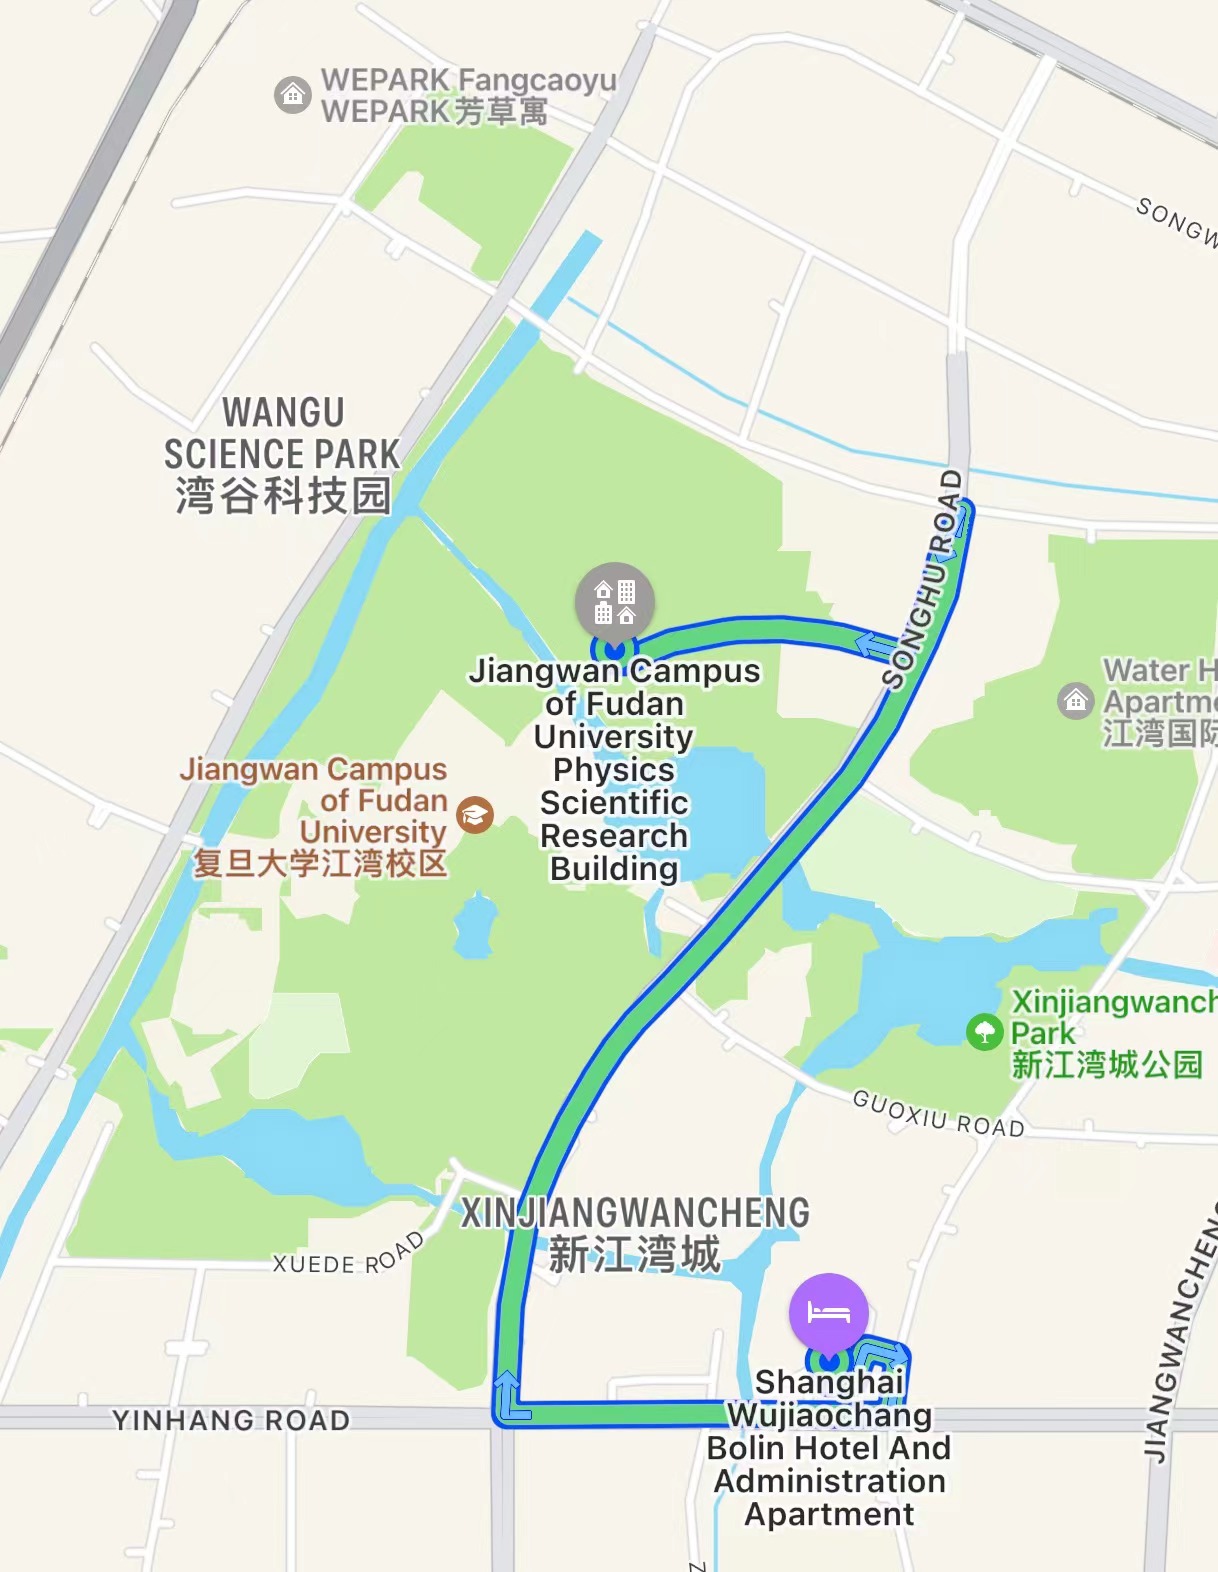 WEPARK Fangcaoyu
WEPARK芳草寓
SONGW
WANGU
SCIENCE PARK
湾谷科技园
SONGHU ROAD
Jiangwan Campus
of Fudan
University
Physics
Scientific
Research
Building
Water H
Apartme
江湾国际
Jiangwan Campus
of Fudan
University
复旦大学江湾校区
Xinjiangwanch
Park
新江湾城公园
GUOXIU ROAD
XINJIANGWANCHENG
新江湾城
XUEDE ROAD
JIANGWANCHENG
YINHANG ROAD
Shanghai
Wujiaochang
Bolin Hotel And
Administration
Apartment
Z